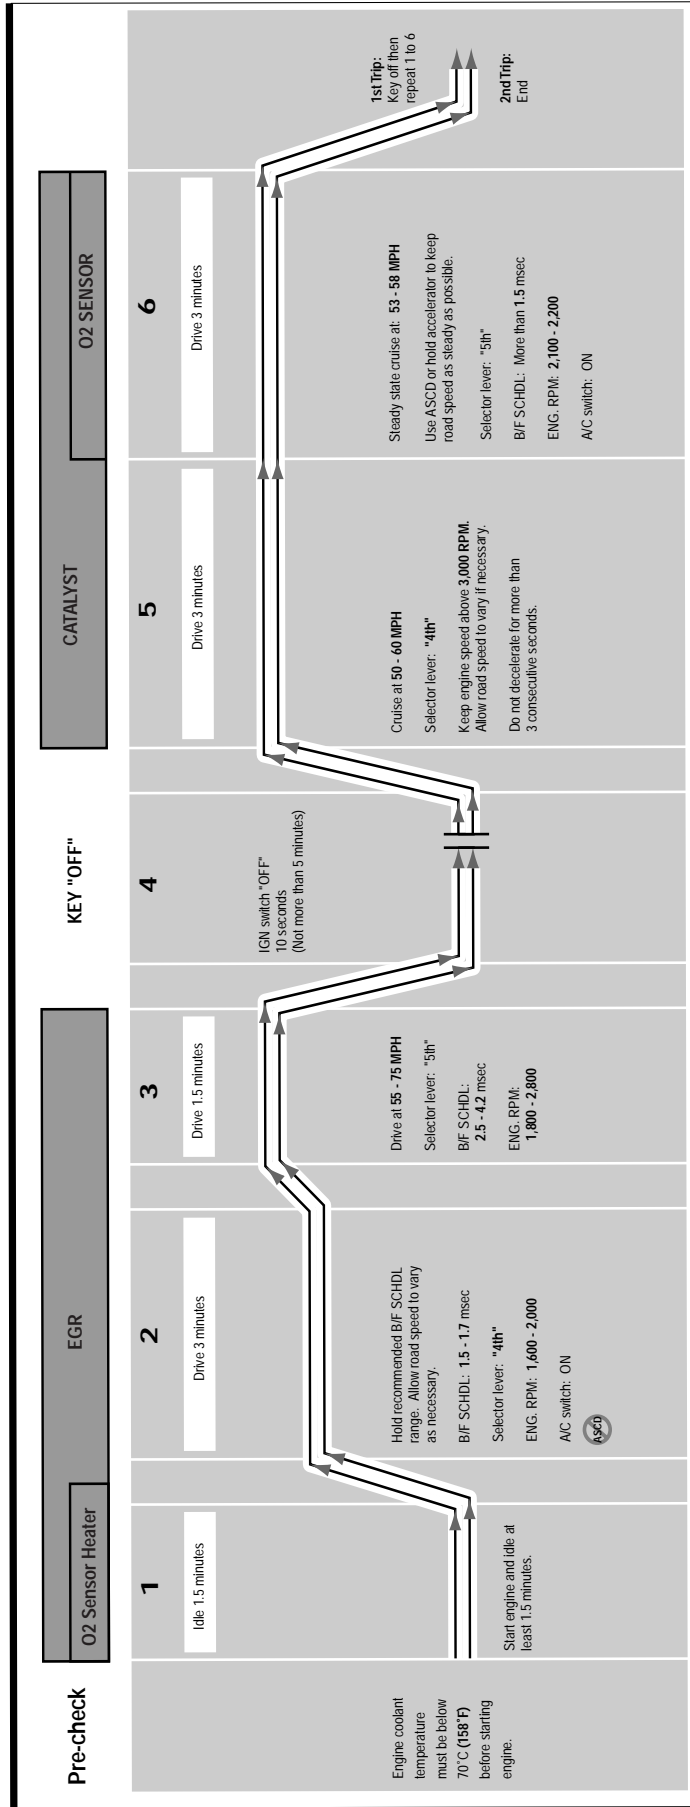 Pre-check
O2 Sensor Heater
EGR
KEY "OFF"
CATALYST
O2 SENSOR
1
2
3
4
5
6
Idle 1.5 minutes
Drive 3 minutes
Drive 1.5 minutes
Drive 3 minutes
Drive 3 minutes
Engine coolant
temperature
must be below
70˚C (158˚F)
before starting
engine.
Start engine and idle at
least 1.5 minutes.
Hold recommended B/F SCHDL
range. Allow road speed to vary
as necessary.
B/F SCHDL: 1.5 - 1.7 msec
Selector lever: "4th"
ENG. RPM: 1,600 - 2,000
A/C switch: ON
ASCD
Drive at 55 - 75 MPH
Selector lever: "5th"
B/F SCHDL:
2.5 - 4.2 msec
ENG. RPM:
1,800 - 2,800
IGN switch "OFF"
10 seconds
(Not more than 5 minutes)
Cruise at 50 - 60 MPH
Selector lever: "4th"
Keep engine speed above 3,000 RPM.
Allow road speed to vary if necessary.
Do not decelerate for more than
3 consecutive seconds.
Steady state cruise at: 53 - 58 MPH
Use ASCD or hold accelerator to keep
road speed as steady as possible.
Selector lever: "5th"
B/F SCHDL: More than 1.5 msec
ENG. RPM: 2,100 - 2,200
A/C switch: ON
1st Trip:
Key off then
repeat 1 to 6
2nd Trip:
End